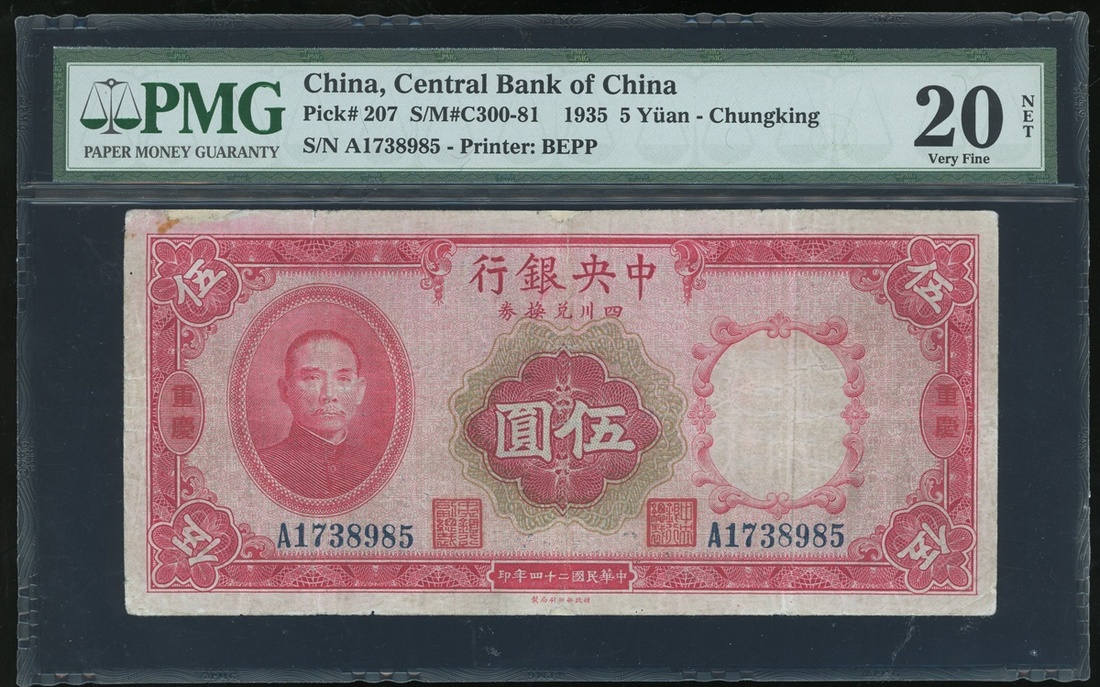 PMG
PAPER MONEY GUARANTY
China, Central Bank of China
Pick# 207 S/M#C300-81 1935 5 Yüan - Chungking
S/N A1738985 - Printer: BEPP
20
Very Fine
NET
中央銀行
四川兑換券
伍
伍
重慶
重慶
伍圓
A1738985
A1738985
伍
伍
中華民國二十四年印